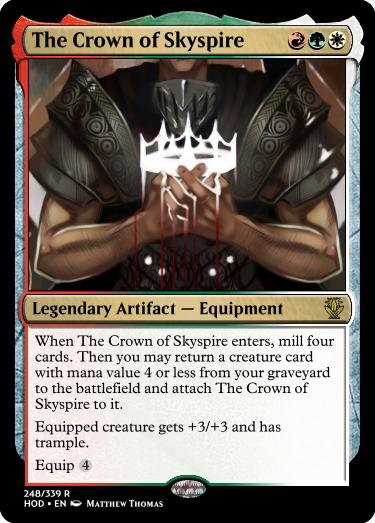 The Crown of Skyspire
Legendary Artifact — Equipment
When The Crown of Skyspire enters, mill four
cards. Then you may return a creature card
with mana value 4 or less from your graveyard
to the battlefield and attach The Crown of
Skyspire to it.
Equipped creature gets +3/+3 and has
trample.
Equip 4
248/339 R
HOD • EN Matthew Thomas